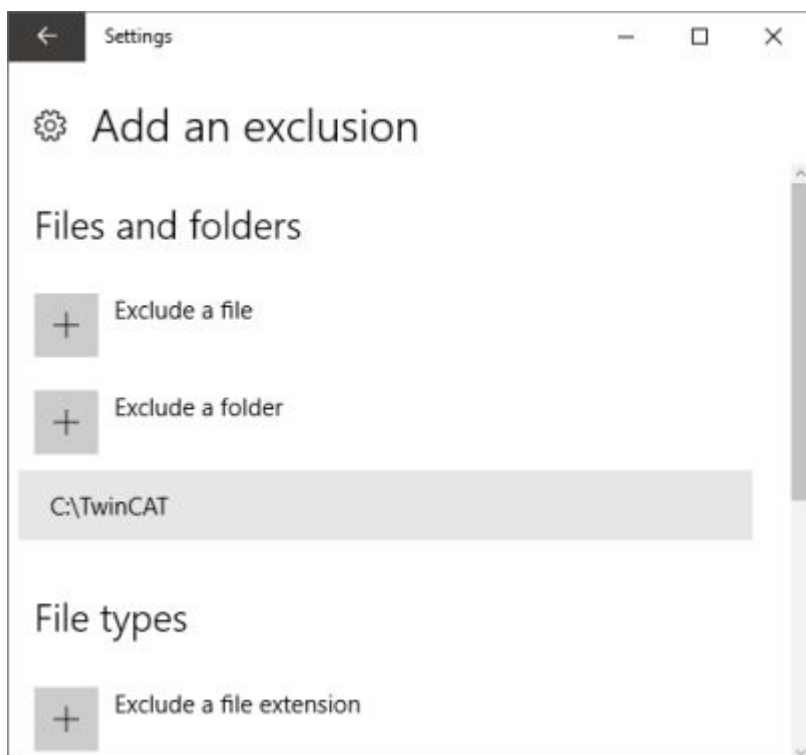 Settings
Add an exclusion
Files and folders
Exclude a file
Exclude a folder
C:\TwinCAT
File types
Exclude a file extension